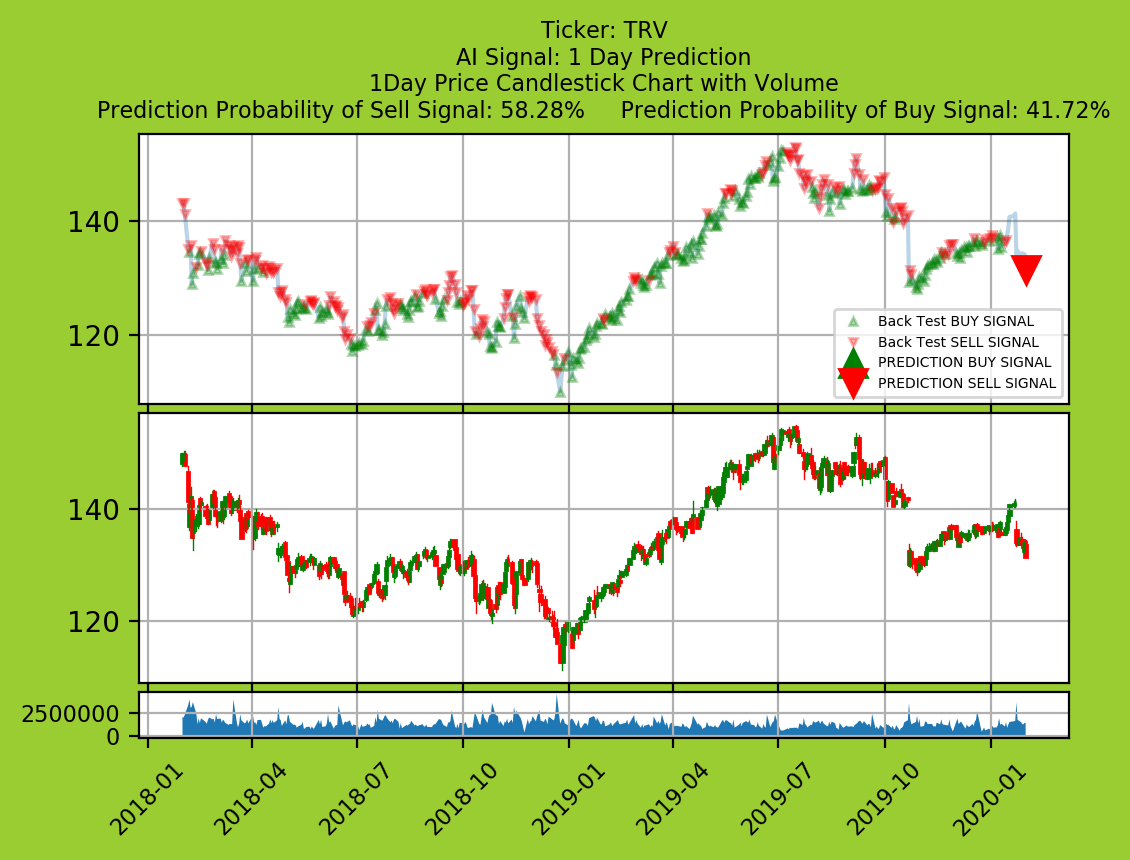 Ticker: TRV
AI Signal: 1 Day Prediction
1Day Price Candlestick Chart with Volume
Prediction Probability of Sell Signal: 58.28%     Prediction Probability of Buy Signal: 41.72%
140
120
Back Test BUY SIGNAL
Back Test SELL SIGNAL
PREDICTION BUY SIGNAL
PREDICTION SELL SIGNAL
140
120
2500000
0
2018-01
2018-04
2018-07
2018-10
2019-01
2019-04
2019-07
2019-10
2020-01